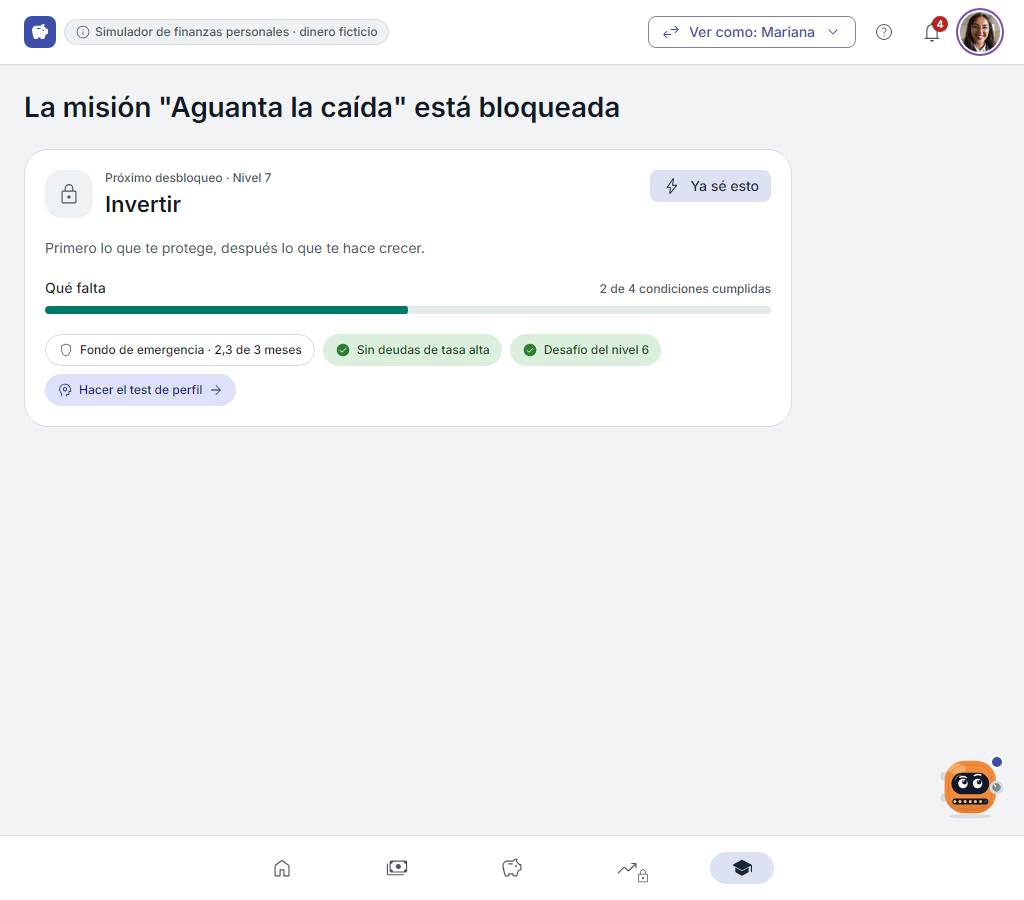 Simulador de finanzas personales · dinero ficticio
Ver como: Mariana
4
La misión "Aguanta la caída" está bloqueada
Próximo desbloqueo · Nivel 7
Invertir
Ya sé esto
Primero lo que te protege, después lo que te hace crecer.
Qué falta
2 de 4 condiciones cumplidas
Fondo de emergencia · 2,3 de 3 meses
Sin deudas de tasa alta
Desafío del nivel 6
Hacer el test de perfil